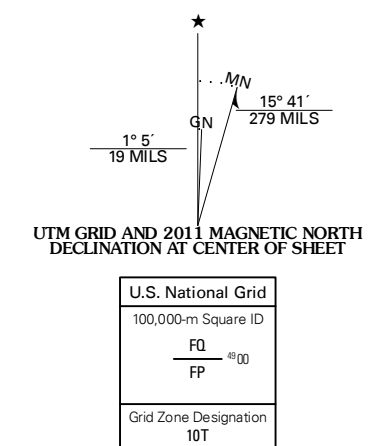 ★
MN
GN
15° 41´
279 MILS
1° 5´
19 MILS
UTM GRID AND 2011 MAGNETIC NORTH
DECLINATION AT CENTER OF SHEET
U.S. National Grid
100,000-m Square ID
FQ
4900
FP
Grid Zone Designation
10T